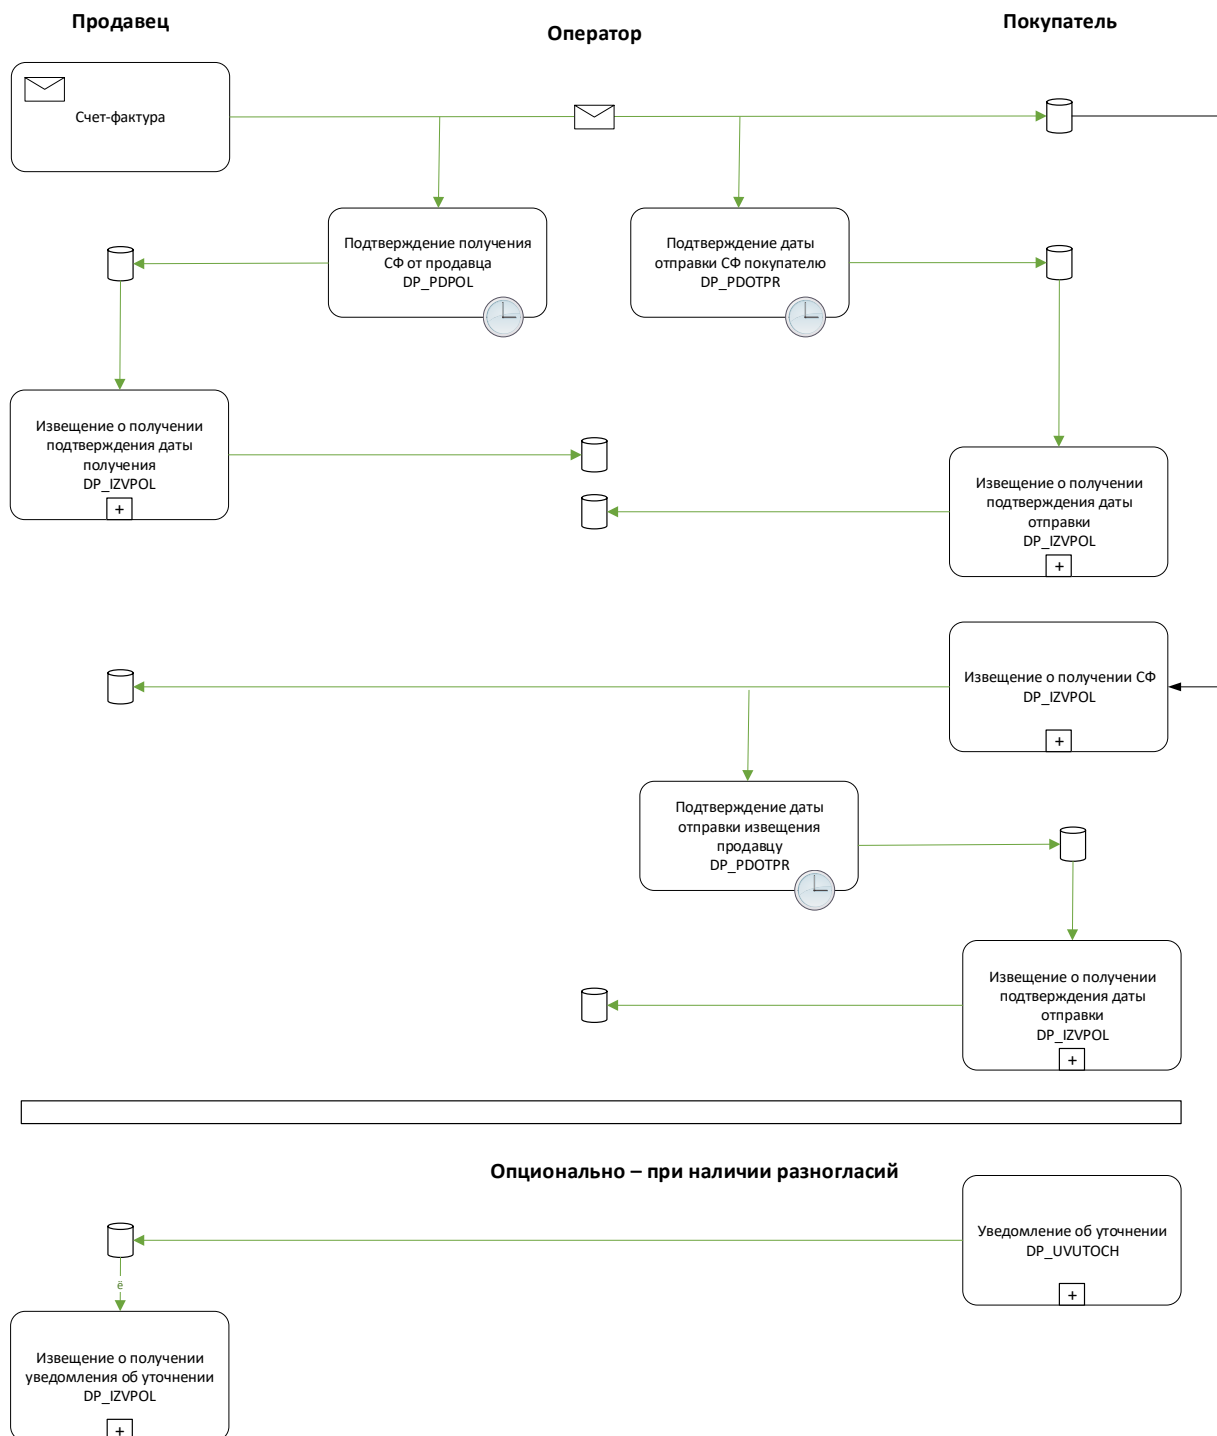 Продавец
Оператор
Покупатель
Счет-фактура
Подтверждение получения
СФ от продавца
DP_PDPOL
Подтверждение даты
отправки СФ покупателю
DP_PDOTPR
Извещение о получении
подтверждения даты
получения
DP_IZVPOL
+
Извещение о получении
подтверждения даты
отправки
DP_IZVPOL
+
Извещение о получении СФ
DP_IZVPOL
+
Подтверждение даты
отправки извещения
продавцу
DP_PDOTPR
Извещение о получении
подтверждения даты
отправки
DP_IZVPOL
+
Опционально – при наличии разногласий
Уведомление об уточнении
DP_UVUTOCH
+
ё
Извещение о получении
уведомления об уточнении
DP_IZVPOL
+